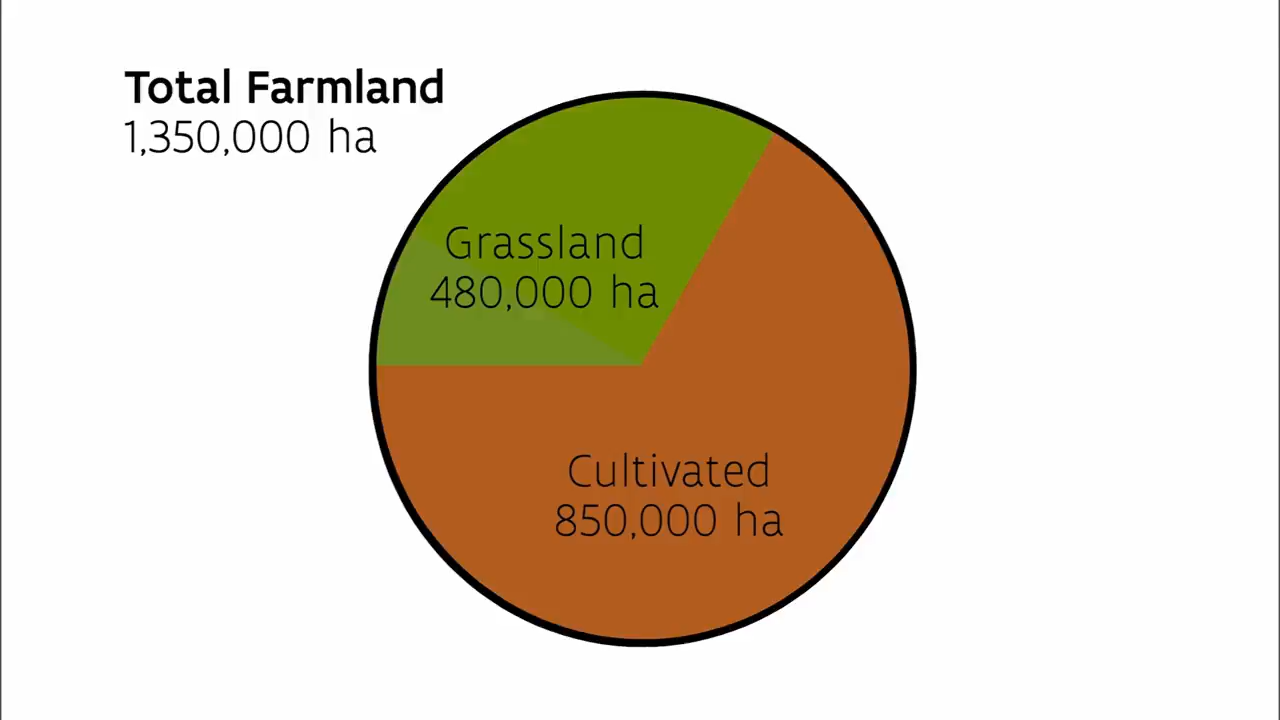 Total Farmland
1,350,000 ha
Grassland
480,000 ha
Cultivated
850,000 ha